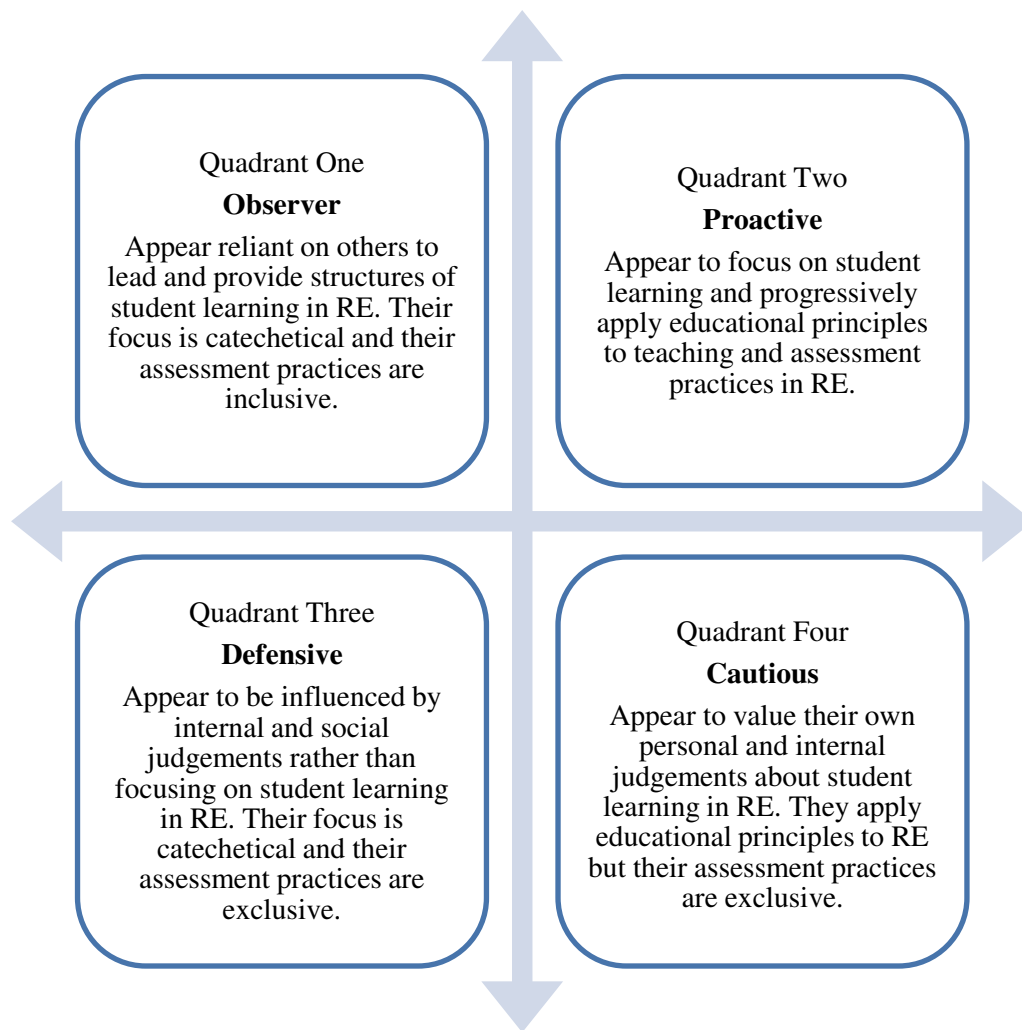 Quadrant One
Observer
Appear reliant on others to
lead and provide structures of
student learning in RE. Their
focus is catechetical and their
assessment practices are
inclusive.
Quadrant Two
Proactive
Appear to focus on student
learning and progressively
apply educational principles
to teaching and assessment
practices in RE.
Quadrant Three
Defensive
Appear to be influenced by
internal and social
judgements rather than
focusing on student learning
in RE. Their focus is
catechetical and their
assessment practices are
exclusive.
Quadrant Four
Cautious
Appear to value their own
personal and internal
judgements about student
learning in RE. They apply
educational principles to RE
but their assessment practices
are exclusive.